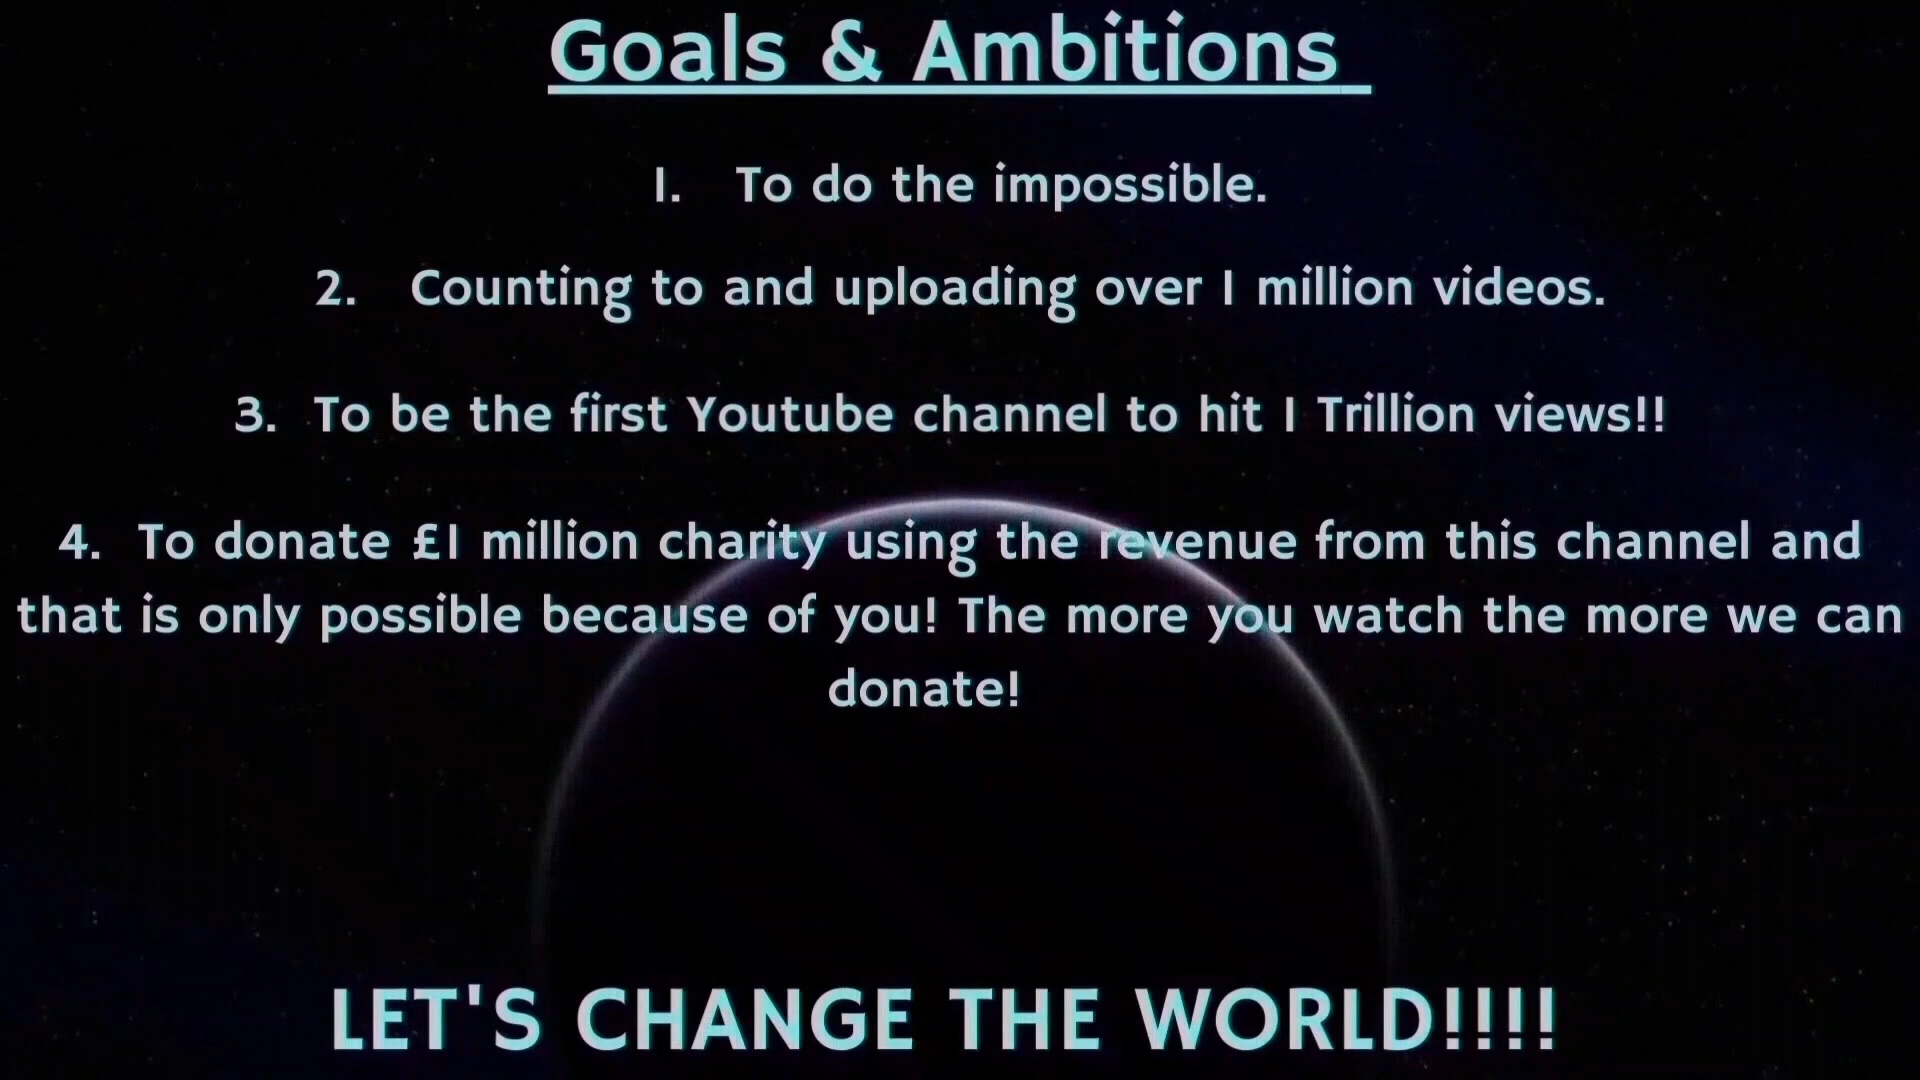 Goals & Ambitions
1. To do the impossible.
2. Counting to and uploading over 1 million videos.
3. To be the first Youtube channel to hit 1 Trillion views!!
4. To donate £1 million charity using the revenue from this channel and
that is only possible because of you! The more you watch the more we can
donate!
LET'S CHANGE THE WORLD!!!!